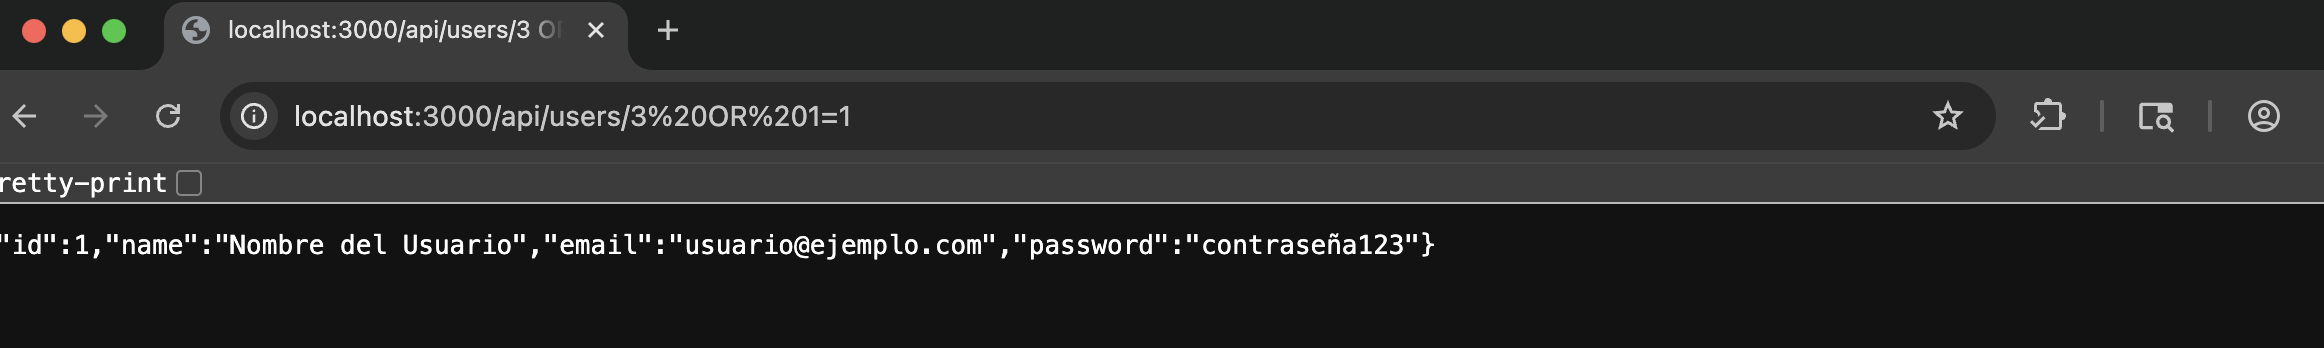 localhost:3000/api/users/3 O
localhost:3000/api/users/3%20OR%201=1
retty-print
"id":1,"name":"Nombre del Usuario","email":"usuario@ejemplo.com","password":"contraseña123"}